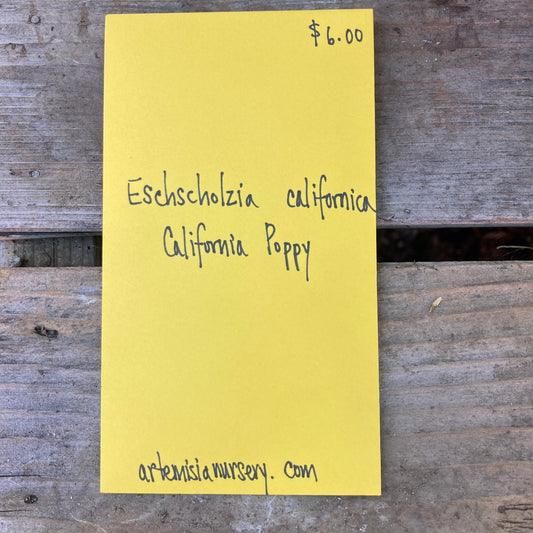 $6.00
Eschscholzia californica
California Poppy
artemisianursery.com